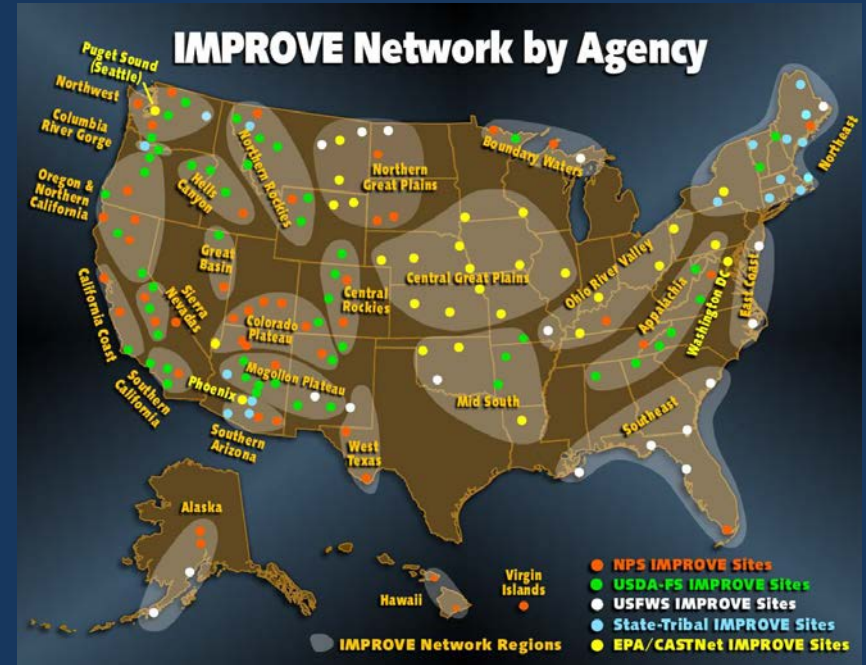 IMPROVE Network by Agency
Puget Sound
(Seattle)
Northwest
Columbia
River Gorge
Oregon &
Northern
California
Hells
Canyon
Northern Rockies
Northern
Great Plains
Boundary Waters
Northeast
Great
Basin
Sierra
Nevadas
California Coast
Central
Rockies
Central Great Plains
Ohio River Valley
Appalachia
Washington DC
East Coast
Colorado
Plateau
Mogollon Plateau
Phoenix
Southern
California
Southern
Arizona
West
Texas
Mid South
Southeast
Alaska
Hawaii
Virgin
Islands
NPS IMPROVE Sites
USDA-FS IMPROVE Sites
USFWS IMPROVE Sites
State-Tribal IMPROVE Sites
EPA/CASTNet IMPROVE Sites
IMPROVE Network Regions